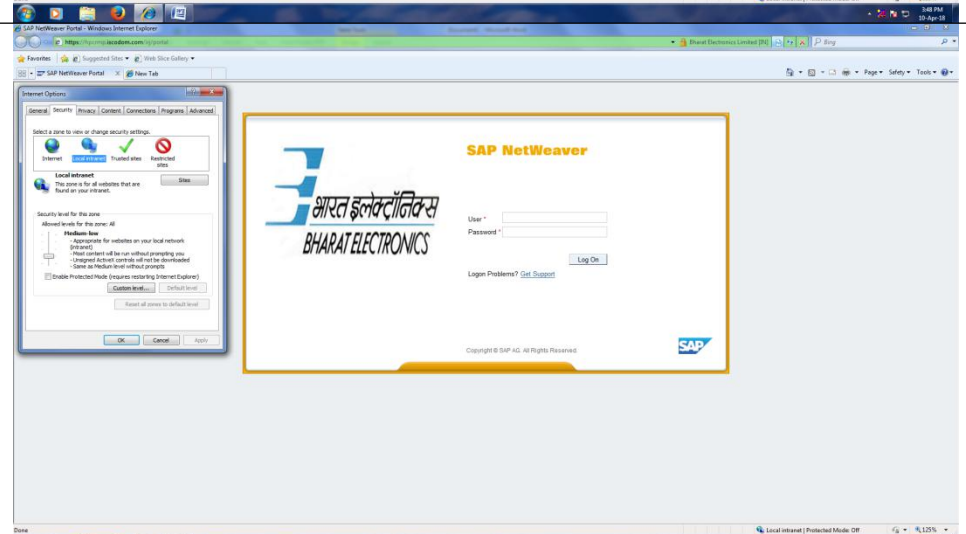 3:48 PM
10-Apr-18
SAP NetWeaver Portal - Windows Internet Explorer
Bharat Electronics Limited [IN]
Bing
Favorites
Suggested Sites
Web Slice Gallery
SAP NetWeaver Portal
New Tab
Page
Safety
Tools
Internet Options
General
Security
Privacy
Content
Connections
Programs
Advanced
Select a zone to view or change security settings.
Internet
Local intranet
Trusted sites
Restricted
sites
Local intranet
This zone is for all websites that are
found on your intranet.
Sites
Security level for this zone
Allowed levels for this zone: All
Medium-low
- Appropriate for websites on your local network
(intranet)
- Most content will be run without prompting you
- Unsigned ActiveX controls will not be downloaded
- Same as Medium level without prompts
Enable Protected Mode (requires restarting Internet Explorer)
Custom level...
Default level
Reset all zones to default level
OK
Cancel
Apply
SAP NetWeaver
भारत इलेक्ट्रॉनिक्स
BHARAT ELECTRONICS
User *
Password *
Log On
Logon Problems? Get Support
Copyright © SAP AG. All Rights Reserved.
SAP
Done
Local intranet | Protected Mode: Off
125%